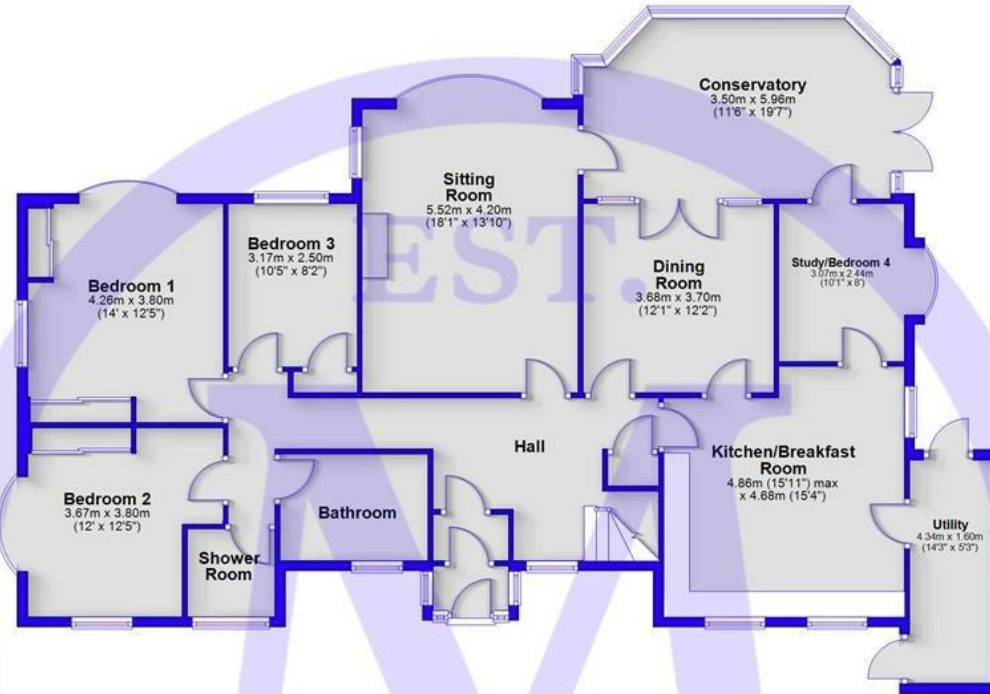 Conservatory
3.50m x 5.96m
(11'6" x 19'7")
Sitting
Room
5.52m x 4.20m
(18'1" x 13'10")
Bedroom 3
3.17m x 2.50m
(10'5" x 8'2")
Bedroom 1
4.26m x 3.80m
(14' x 12'5")
Dining
Room
3.68m x 3.70m
(12'1" x 12'2")
Study/Bedroom 4
3.07m x 2.44m
(10'1" x 8')
EST.
Hall
Kitchen/Breakfast
Room
4.86m (15'11") max
x 4.68m (15'4")
Bedroom 2
3.67m x 3.80m
(12' x 12'5")
Bathroom
Shower
Room
Utility
4.34m x 1.60m
(14'3" x 5'3")
M